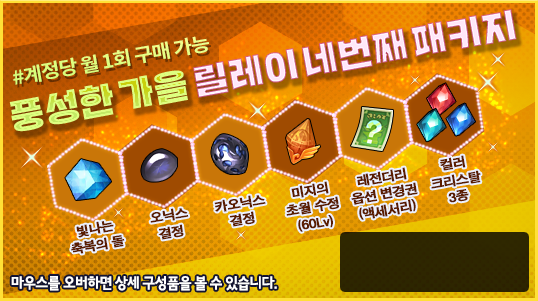 #계정당 월 1회 구매 가능
풍성한 가을 릴레이 네번째 패키지
빛나는
축복의 돌
오닉스
결정
카오닉스
결정
미지의
초월 수정
(60Lv)
레전더리
옵션 변경권
(액세서리)
컬러
크리스탈
3종
마우스를 오버하면 상세 구성품을 볼 수 있습니다.